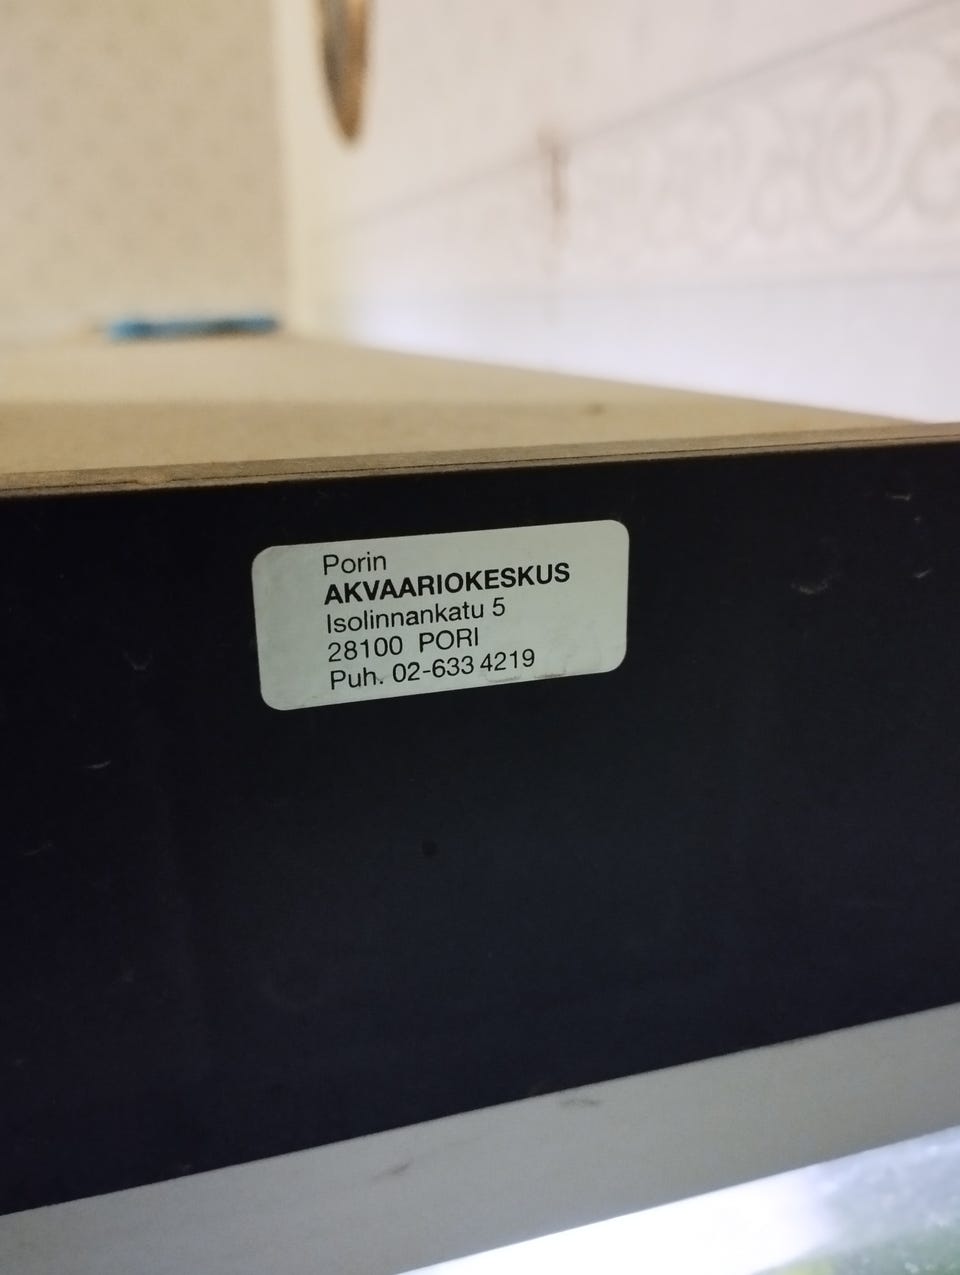 Porin
AKVAARIOKESKUS
Isolinnankatu 5
28100 PORI
Puh. 02-633 4219